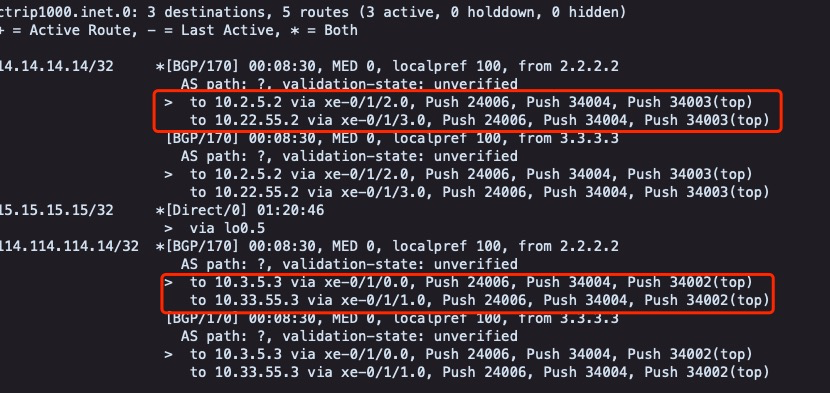 ctrip1000.inet.0: 3 destinations, 5 routes (3 active, 0 holddown, 0 hidden)
+ = Active Route, - = Last Active, * = Both
14.14.14.14/32 *[BGP/170] 00:08:30, MED 0, localpref 100, from 2.2.2.2
AS path: ?, validation-state: unverified
> to 10.2.5.2 via xe-0/1/2.0, Push 24006, Push 34004, Push 34003(top)
to 10.22.55.2 via xe-0/1/3.0, Push 24006, Push 34004, Push 34003(top)
[BGP/170] 00:08:30, MED 0, localpref 100, from 3.3.3.3
AS path: ?, validation-state: unverified
> to 10.2.5.2 via xe-0/1/2.0, Push 24006, Push 34004, Push 34003(top)
to 10.22.55.2 via xe-0/1/3.0, Push 24006, Push 34004, Push 34003(top)
15.15.15.15/32 *[Direct/0] 01:20:46
> via lo0.5
114.114.114.14/32 *[BGP/170] 00:08:30, MED 0, localpref 100, from 2.2.2.2
AS path: ?, validation-state: unverified
> to 10.3.5.3 via xe-0/1/0.0, Push 24006, Push 34004, Push 34002(top)
to 10.33.55.3 via xe-0/1/1.0, Push 24006, Push 34004, Push 34002(top)
[BGP/170] 00:08:30, MED 0, localpref 100, from 3.3.3.3
AS path: ?, validation-state: unverified
> to 10.3.5.3 via xe-0/1/0.0, Push 24006, Push 34004, Push 34002(top)
to 10.33.55.3 via xe-0/1/1.0, Push 24006, Push 34004, Push 34002(top)